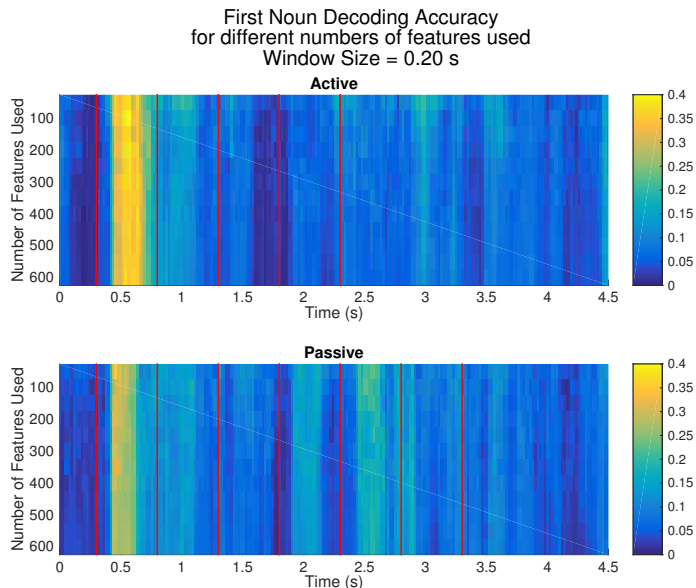 First Noun Decoding Accuracy
for different numbers of features used
Window Size = 0.20 s
Active
Number of Features Used
100
200
300
400
500
600
0 0.5 1 1.5 2 2.5 3 3.5 4 4.5
Time (s)
0.4
0.35
0.3
0.25
0.2
0.15
0.1
0.05
0
Passive
Number of Features Used
100
200
300
400
500
600
0 0.5 1 1.5 2 2.5 3 3.5 4 4.5
Time (s)
0.4
0.35
0.3
0.25
0.2
0.15
0.1
0.05
0